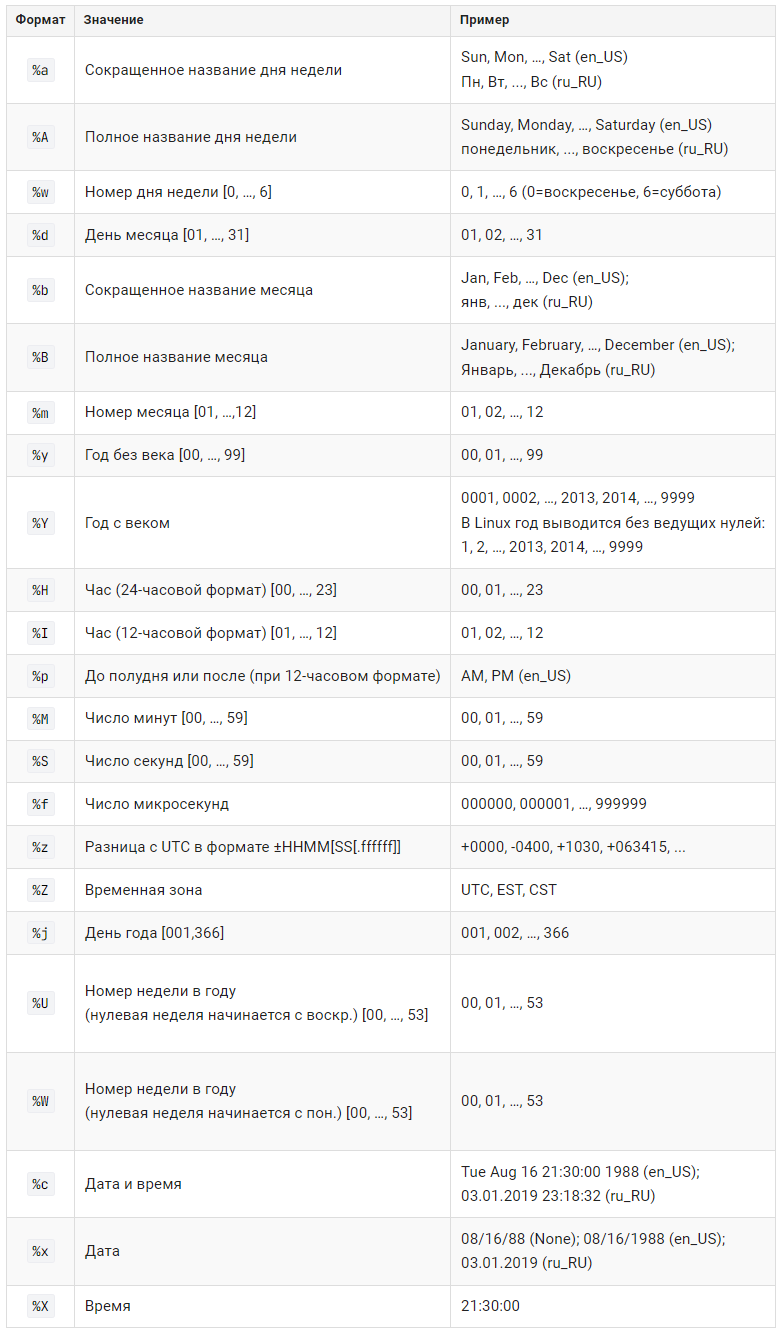 Формат Значение Пример
%a Сокращенное название дня недели Sun, Mon, …, Sat (en_US)
Пн, Вт, ..., Вс (ru_RU)
%A Полное название дня недели Sunday, Monday, …, Saturday (en_US)
понедельник, ..., воскресенье (ru_RU)
%w Номер дня недели [0, …, 6] 0, 1, …, 6 (0=воскресенье, 6=суббота)
%d День месяца [01, …, 31] 01, 02, …, 31
%b Сокращенное название месяца Jan, Feb, …, Dec (en_US);
янв, ..., дек (ru_RU)
%B Полное название месяца January, February, …, December (en_US);
Январь, ..., Декабрь (ru_RU)
%m Номер месяца [01, …,12] 01, 02, …, 12
%y Год без века [00, …, 99] 00, 01, …, 99
%Y Год с веком 0001, 0002, …, 2013, 2014, …, 9999
В Linux год выводится без ведущих нулей:
1, 2, …, 2013, 2014, …, 9999
%H Час (24-часовой формат) [00, …, 23] 00, 01, …, 23
%I Час (12-часовой формат) [01, …, 12] 01, 02, …, 12
%p До полудня или после (при 12-часовом формате) AM, PM (en_US)
%M Число минут [00, …, 59] 00, 01, …, 59
%S Число секунд [00, …, 59] 00, 01, …, 59
%f Число микросекунд 000000, 000001, …, 999999
%z Разница с UTC в формате ±HHMM[SS[.ffffff]] +0000, -0400, +1030, +063415, ...
%Z Временная зона UTC, EST, CST
%j День года [001,366] 001, 002, …, 366
%U Номер недели в году
(нулевая неделя начинается с воскр.) [00, …, 53] 00, 01, …, 53
%W Номер недели в году
(нулевая неделя начинается с пон.) [00, …, 53] 00, 01, …, 53
%c Дата и время Tue Aug 16 21:30:00 1988 (en_US);
03.01.2019 23:18:32 (ru_RU)
%x Дата 08/16/88 (None); 08/16/1988 (en_US);
03.01.2019 (ru_RU)
%X Время 21:30:00